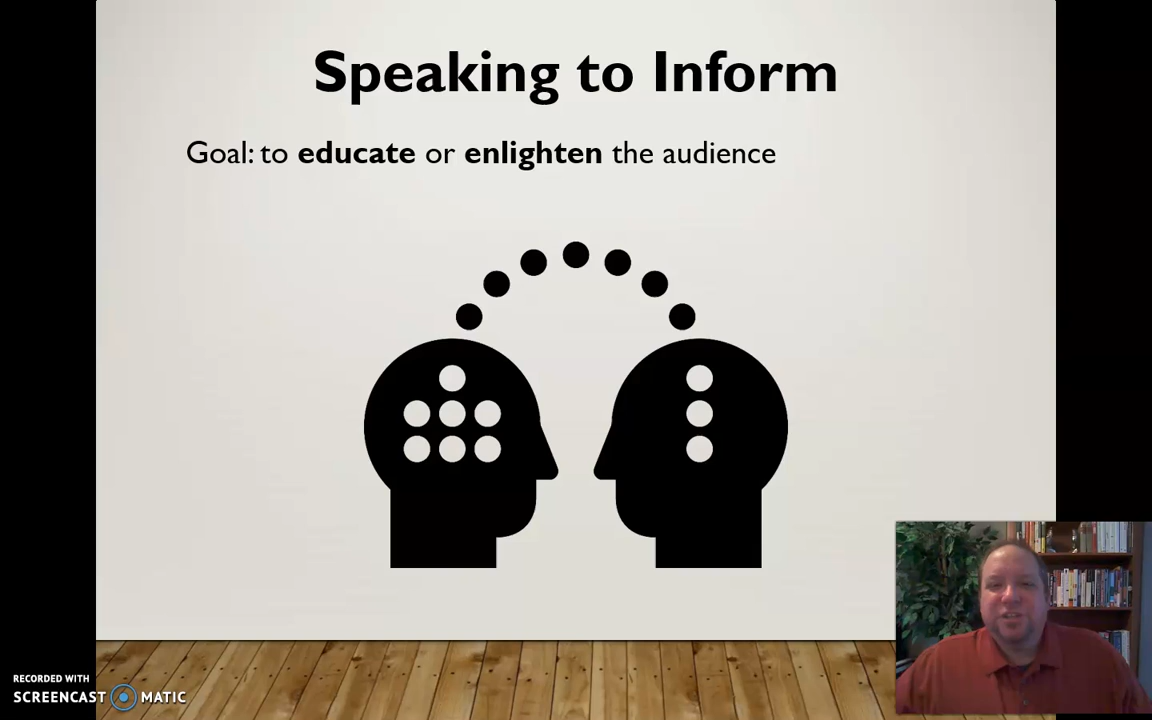 Speaking to Inform
Goal: to educate or enlighten the audience
RECORDED WITH
SCREENCAST MATIC